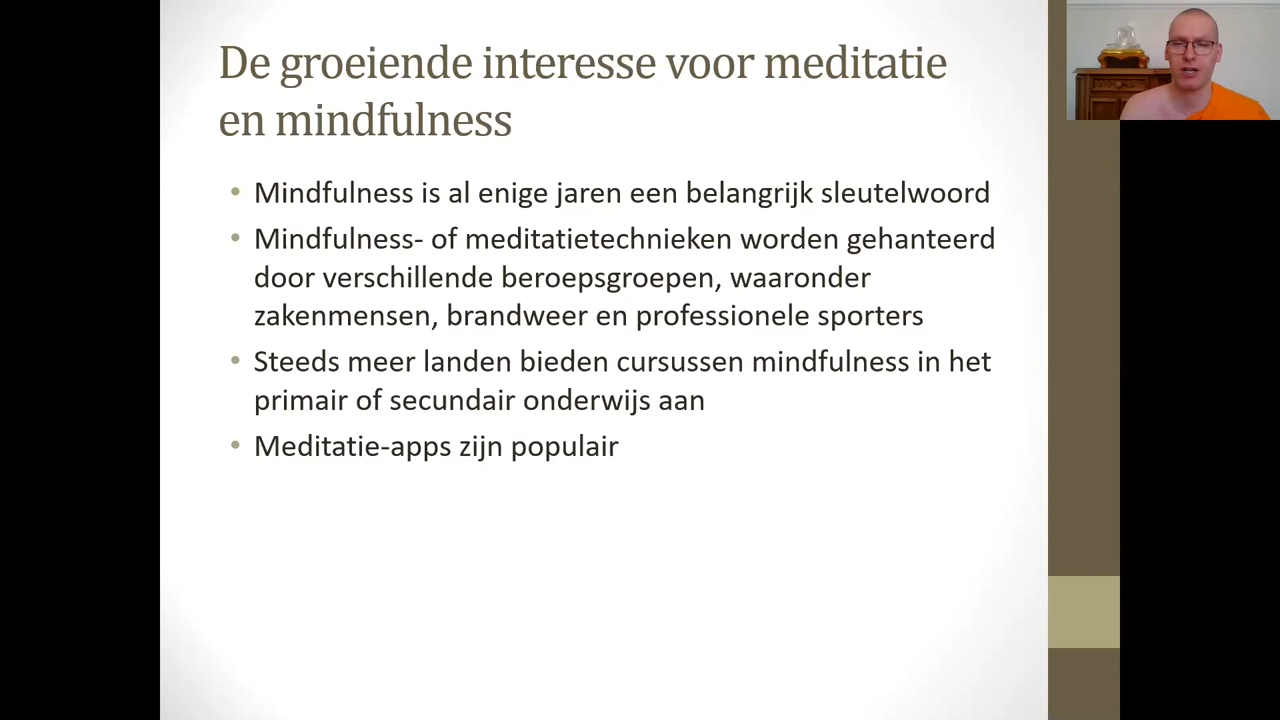 De groeiende interesse voor meditatie
en mindfulness
• Mindfulness is al enige jaren een belangrijk sleutelwoord
• Mindfulness- of meditatietechnieken worden gehanteerd
door verschillende beroepsgroepen, waaronder
zakenmensen, brandweer en professionele sporters
• Steeds meer landen bieden cursussen mindfulness in het
primair of secundair onderwijs aan
• Meditatie-apps zijn populair